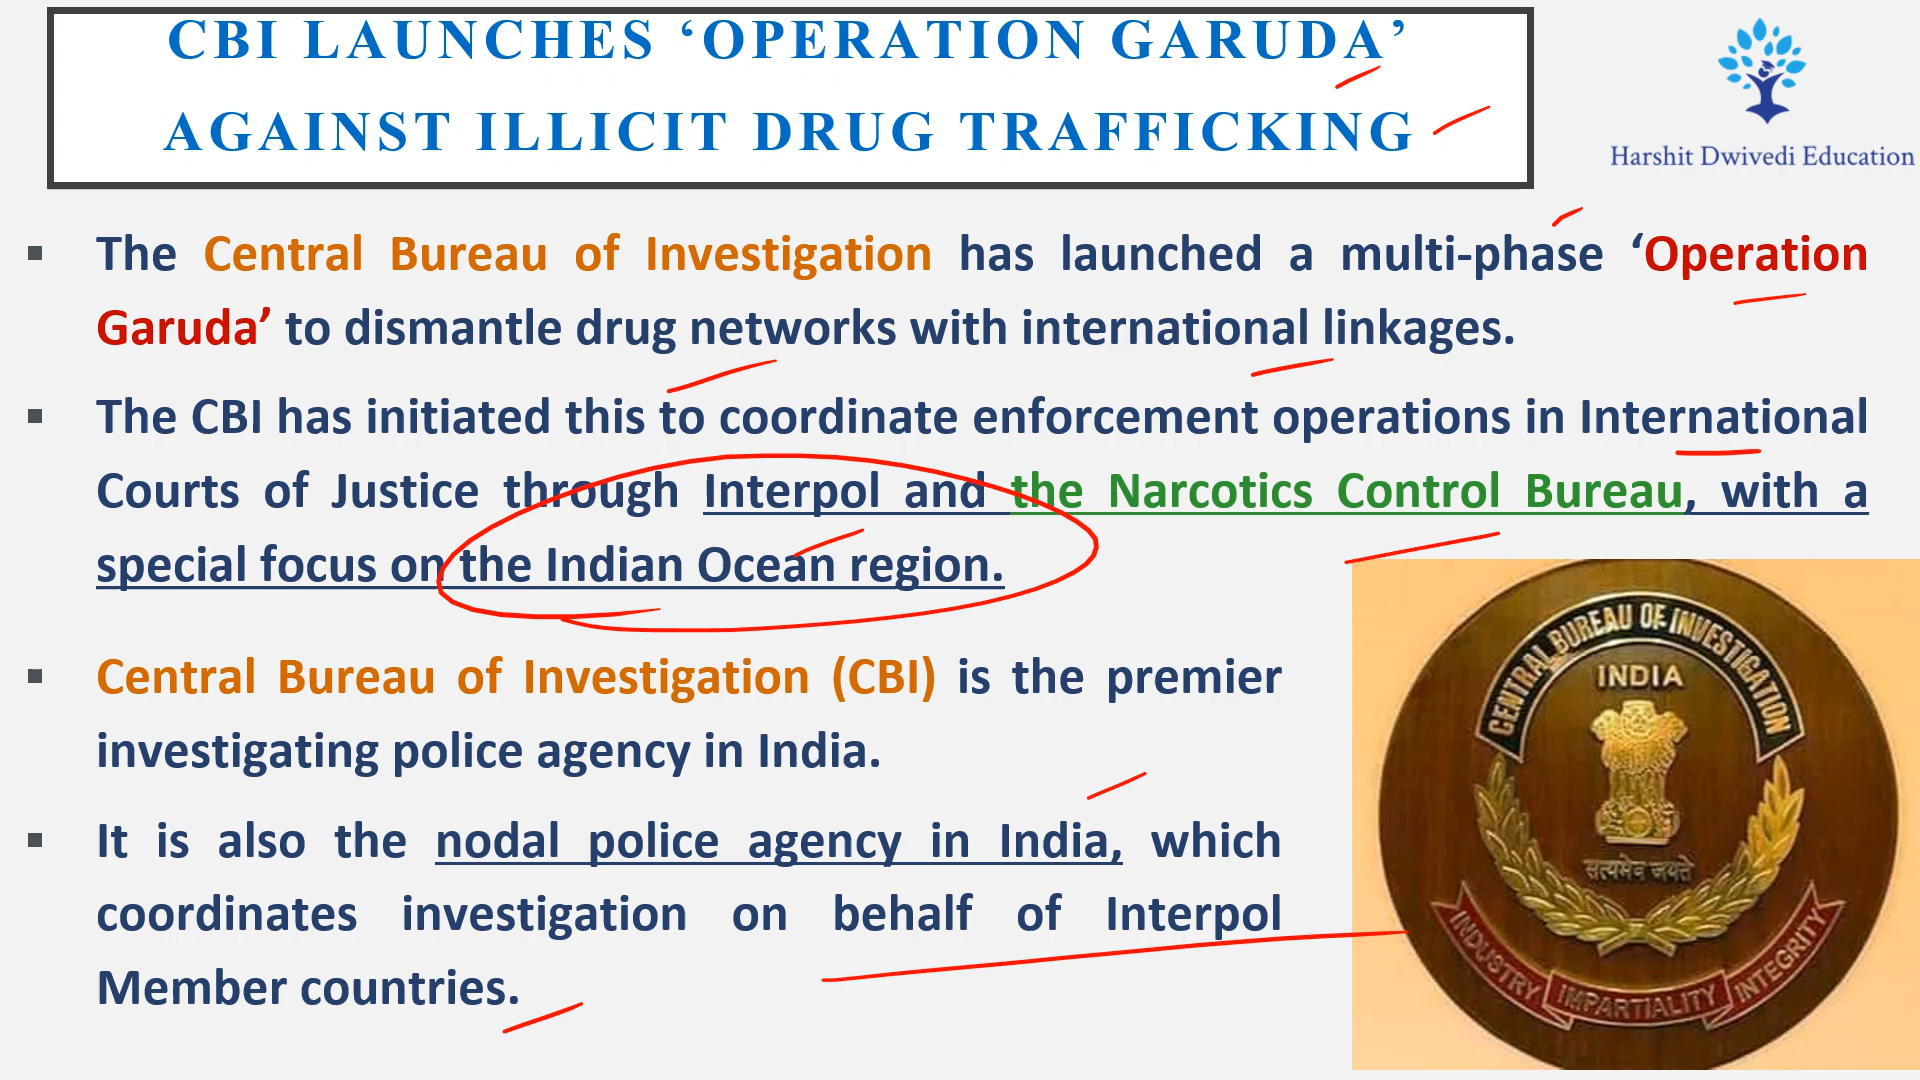 CBI LAUNCHES ‘OPERATION GARUDA’
AGAINST ILLICIT DRUG TRAFFICKING
Harshit Dwivedi Education
The Central Bureau of Investigation has launched a multi-phase ‘Operation
Garuda’ to dismantle drug networks with international linkages.
The CBI has initiated this to coordinate enforcement operations in International
Courts of Justice through Interpol and the Narcotics Control Bureau, with a
special focus on the Indian Ocean region.
Central Bureau of Investigation (CBI) is the premier
investigating police agency in India.
It is also the nodal police agency in India, which
coordinates investigation on behalf of Interpol
Member countries.
CENTRAL BUREAU OF INVESTIGATION
INDIA
सत्यमेव जयते
INDUSTRY IMPARTIALITY INTEGRITY